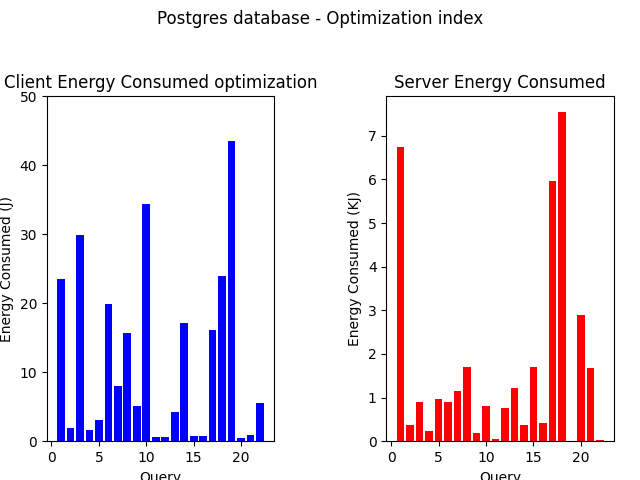 Postgres database - Optimization index
Client Energy Consumed optimization
Energy Consumed (J)
50
40
30
20
10
0
0 5 10 15 20
Query
Server Energy Consumed
Energy Consumed (KJ)
7
6
5
4
3
2
1
0
0 5 10 15 20
Query